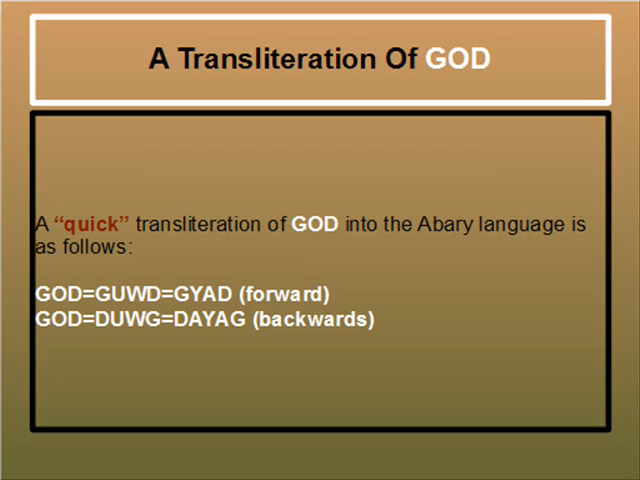 A Transliteration Of GOD
A “quick” transliteration of GOD into the Abary language is
as follows:
GOD=GUWD=GYAD (forward)
GOD=DUWG=DAYAG (backwards)